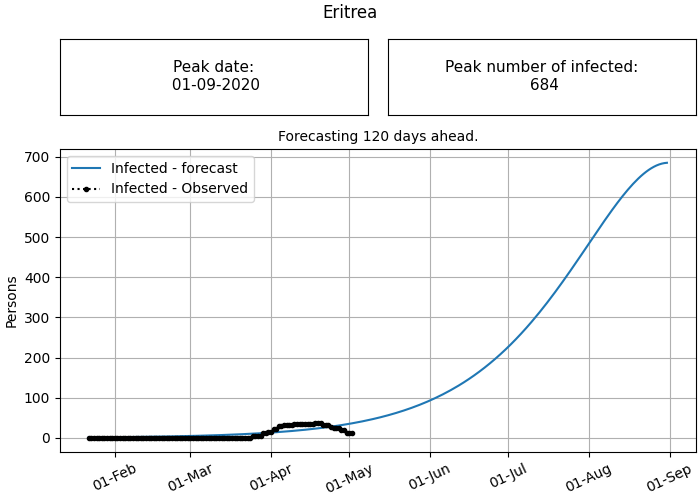 Eritrea
Peak date:
01-09-2020
Peak number of infected:
684
Forecasting 120 days ahead.
Infected - forecast
Infected - Observed
Persons
700
600
500
400
300
200
100
0
01-Feb
01-Mar
01-Apr
01-May
01-Jun
01-Jul
01-Aug
01-Sep